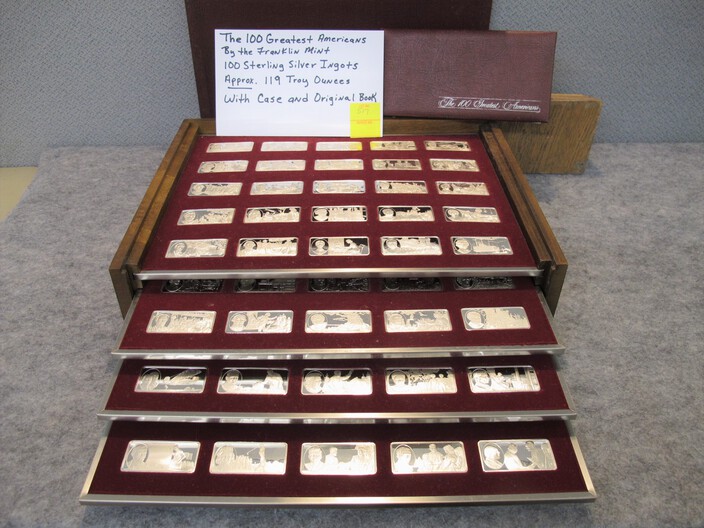 The 100 Greatest Americans
By the Franklin Mint
100 Sterling Silver Ingots
Approx. 119 Troy Ounces
With Case and Original Book
The 100 Greatest Americans